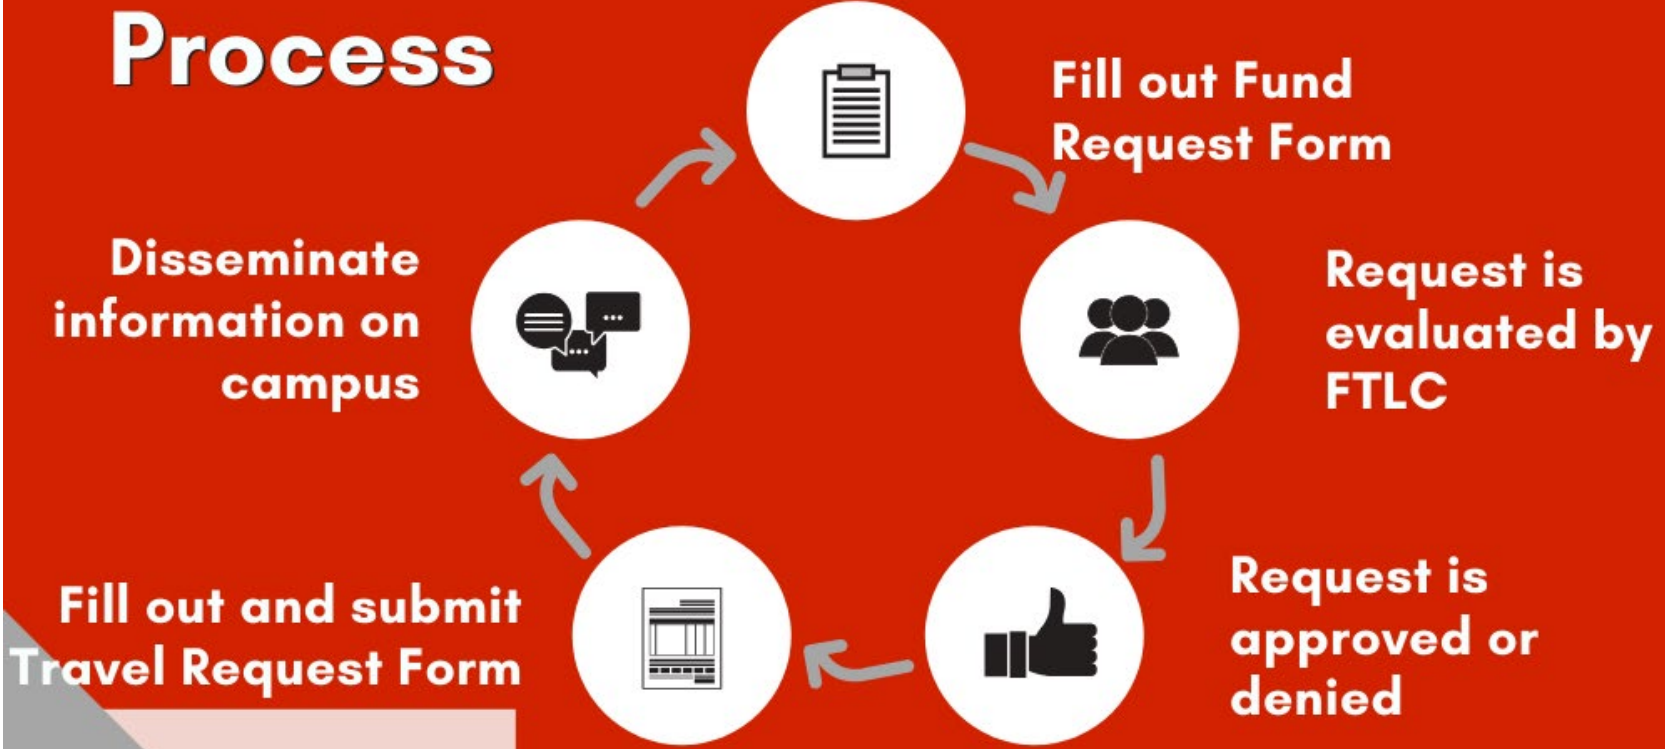 Process
Fill out Fund
Request Form
Request is
evaluated by
FTLC
Request is
approved or
denied
Fill out and submit
Travel Request Form
Disseminate
information on
campus